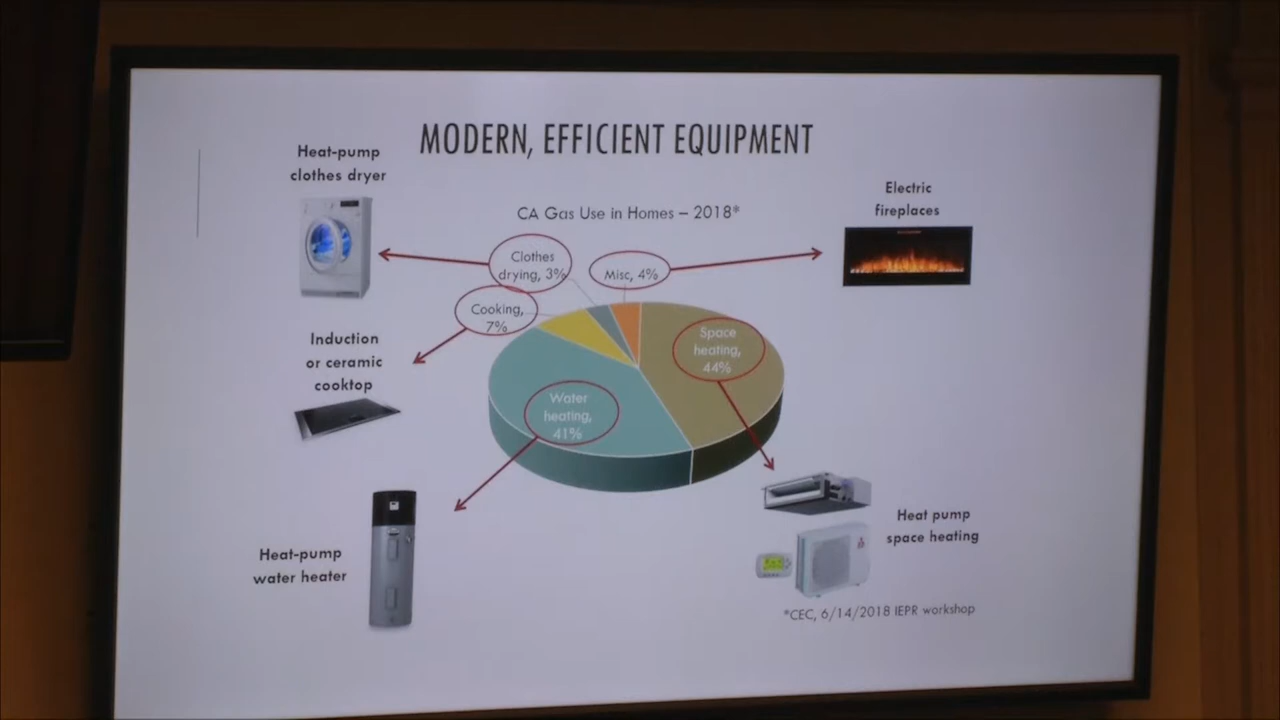 MODERN, EFFICIENT EQUIPMENT
Heat-pump
clothes dryer
CA Gas Use in Homes – 2018*
Electric
fireplaces
Clothes
drying, 3%
Misc, 4%
Cooking,
7%
Space
heating,
44%
Induction
or ceramic
cooktop
Water
heating,
41%
Heat-pump
water heater
Heat pump
space heating
*CEC, 6/14/2018 IEPR workshop